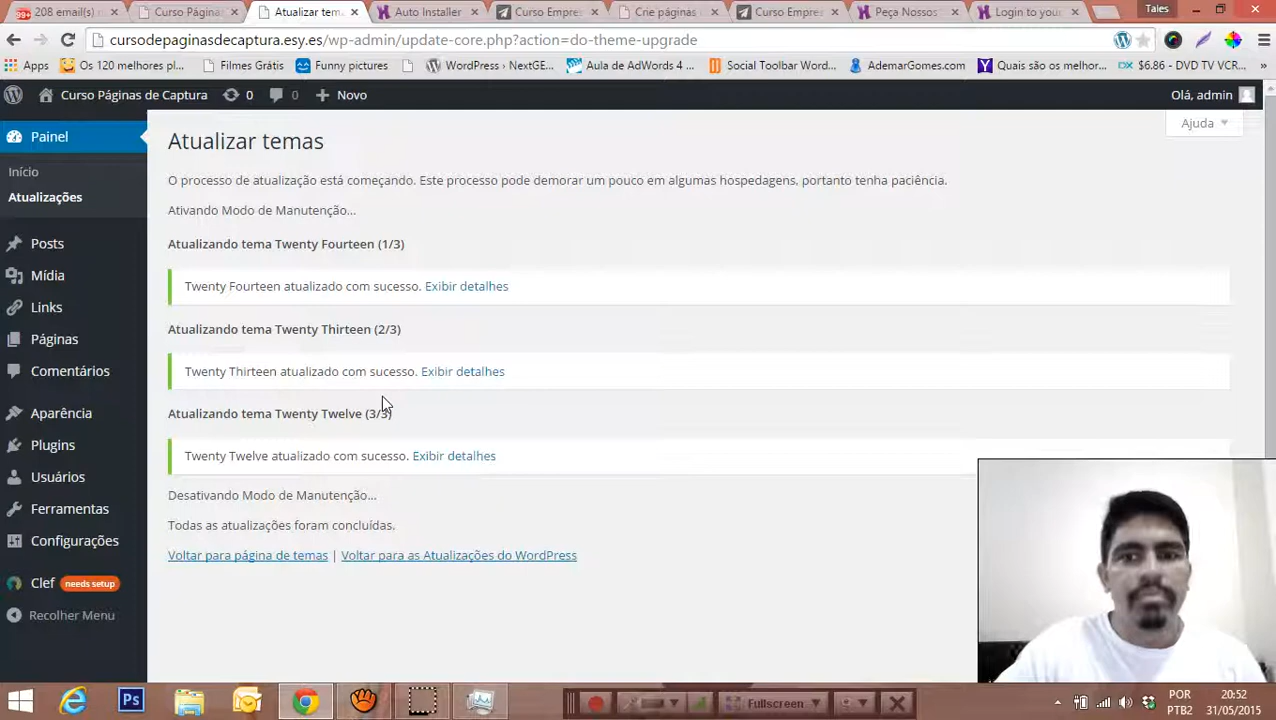 208 email(s) n
Curso Página
Atualizar tem
Auto Installer
Curso Empres
Crie páginas
Curso Empres
Peça Nossos
Login to your
Tales
cursodepaginasdecaptura.esy.es/wp-admin/update-core.php?action=do-theme-upgrade
Apps
Os 120 melhores pl...
Filmes Grátis
Funny pictures
WordPress › NextGE...
Aula de AdWords 4 ...
Social Toolbar Word...
AdemarGomes.com
Quais são os melhor...
$6.86 - DVD TV VCR...
Curso Páginas de Captura
0
0
Novo
Olá, admin
Painel
Início
Atualizações
Posts
Mídia
Links
Páginas
Comentários
Aparência
Plugins
Usuários
Ferramentas
Configurações
Clef needs setup
Recolher Menu
Ajuda
Atualizar temas
O processo de atualização está começando. Este processo pode demorar um pouco em algumas hospedagens, portanto tenha paciência.
Ativando Modo de Manutenção...
Atualizando tema Twenty Fourteen (1/3)
Twenty Fourteen atualizado com sucesso. Exibir detalhes
Atualizando tema Twenty Thirteen (2/3)
Twenty Thirteen atualizado com sucesso. Exibir detalhes
Atualizando tema Twenty Twelve (3/3)
Twenty Twelve atualizado com sucesso. Exibir detalhes
Desativando Modo de Manutenção...
Todas as atualizações foram concluídas.
Voltar para página de temas | Voltar para as Atualizações do WordPress
Ps
Fullscreen
POR
PTB2
20:52
31/05/2015